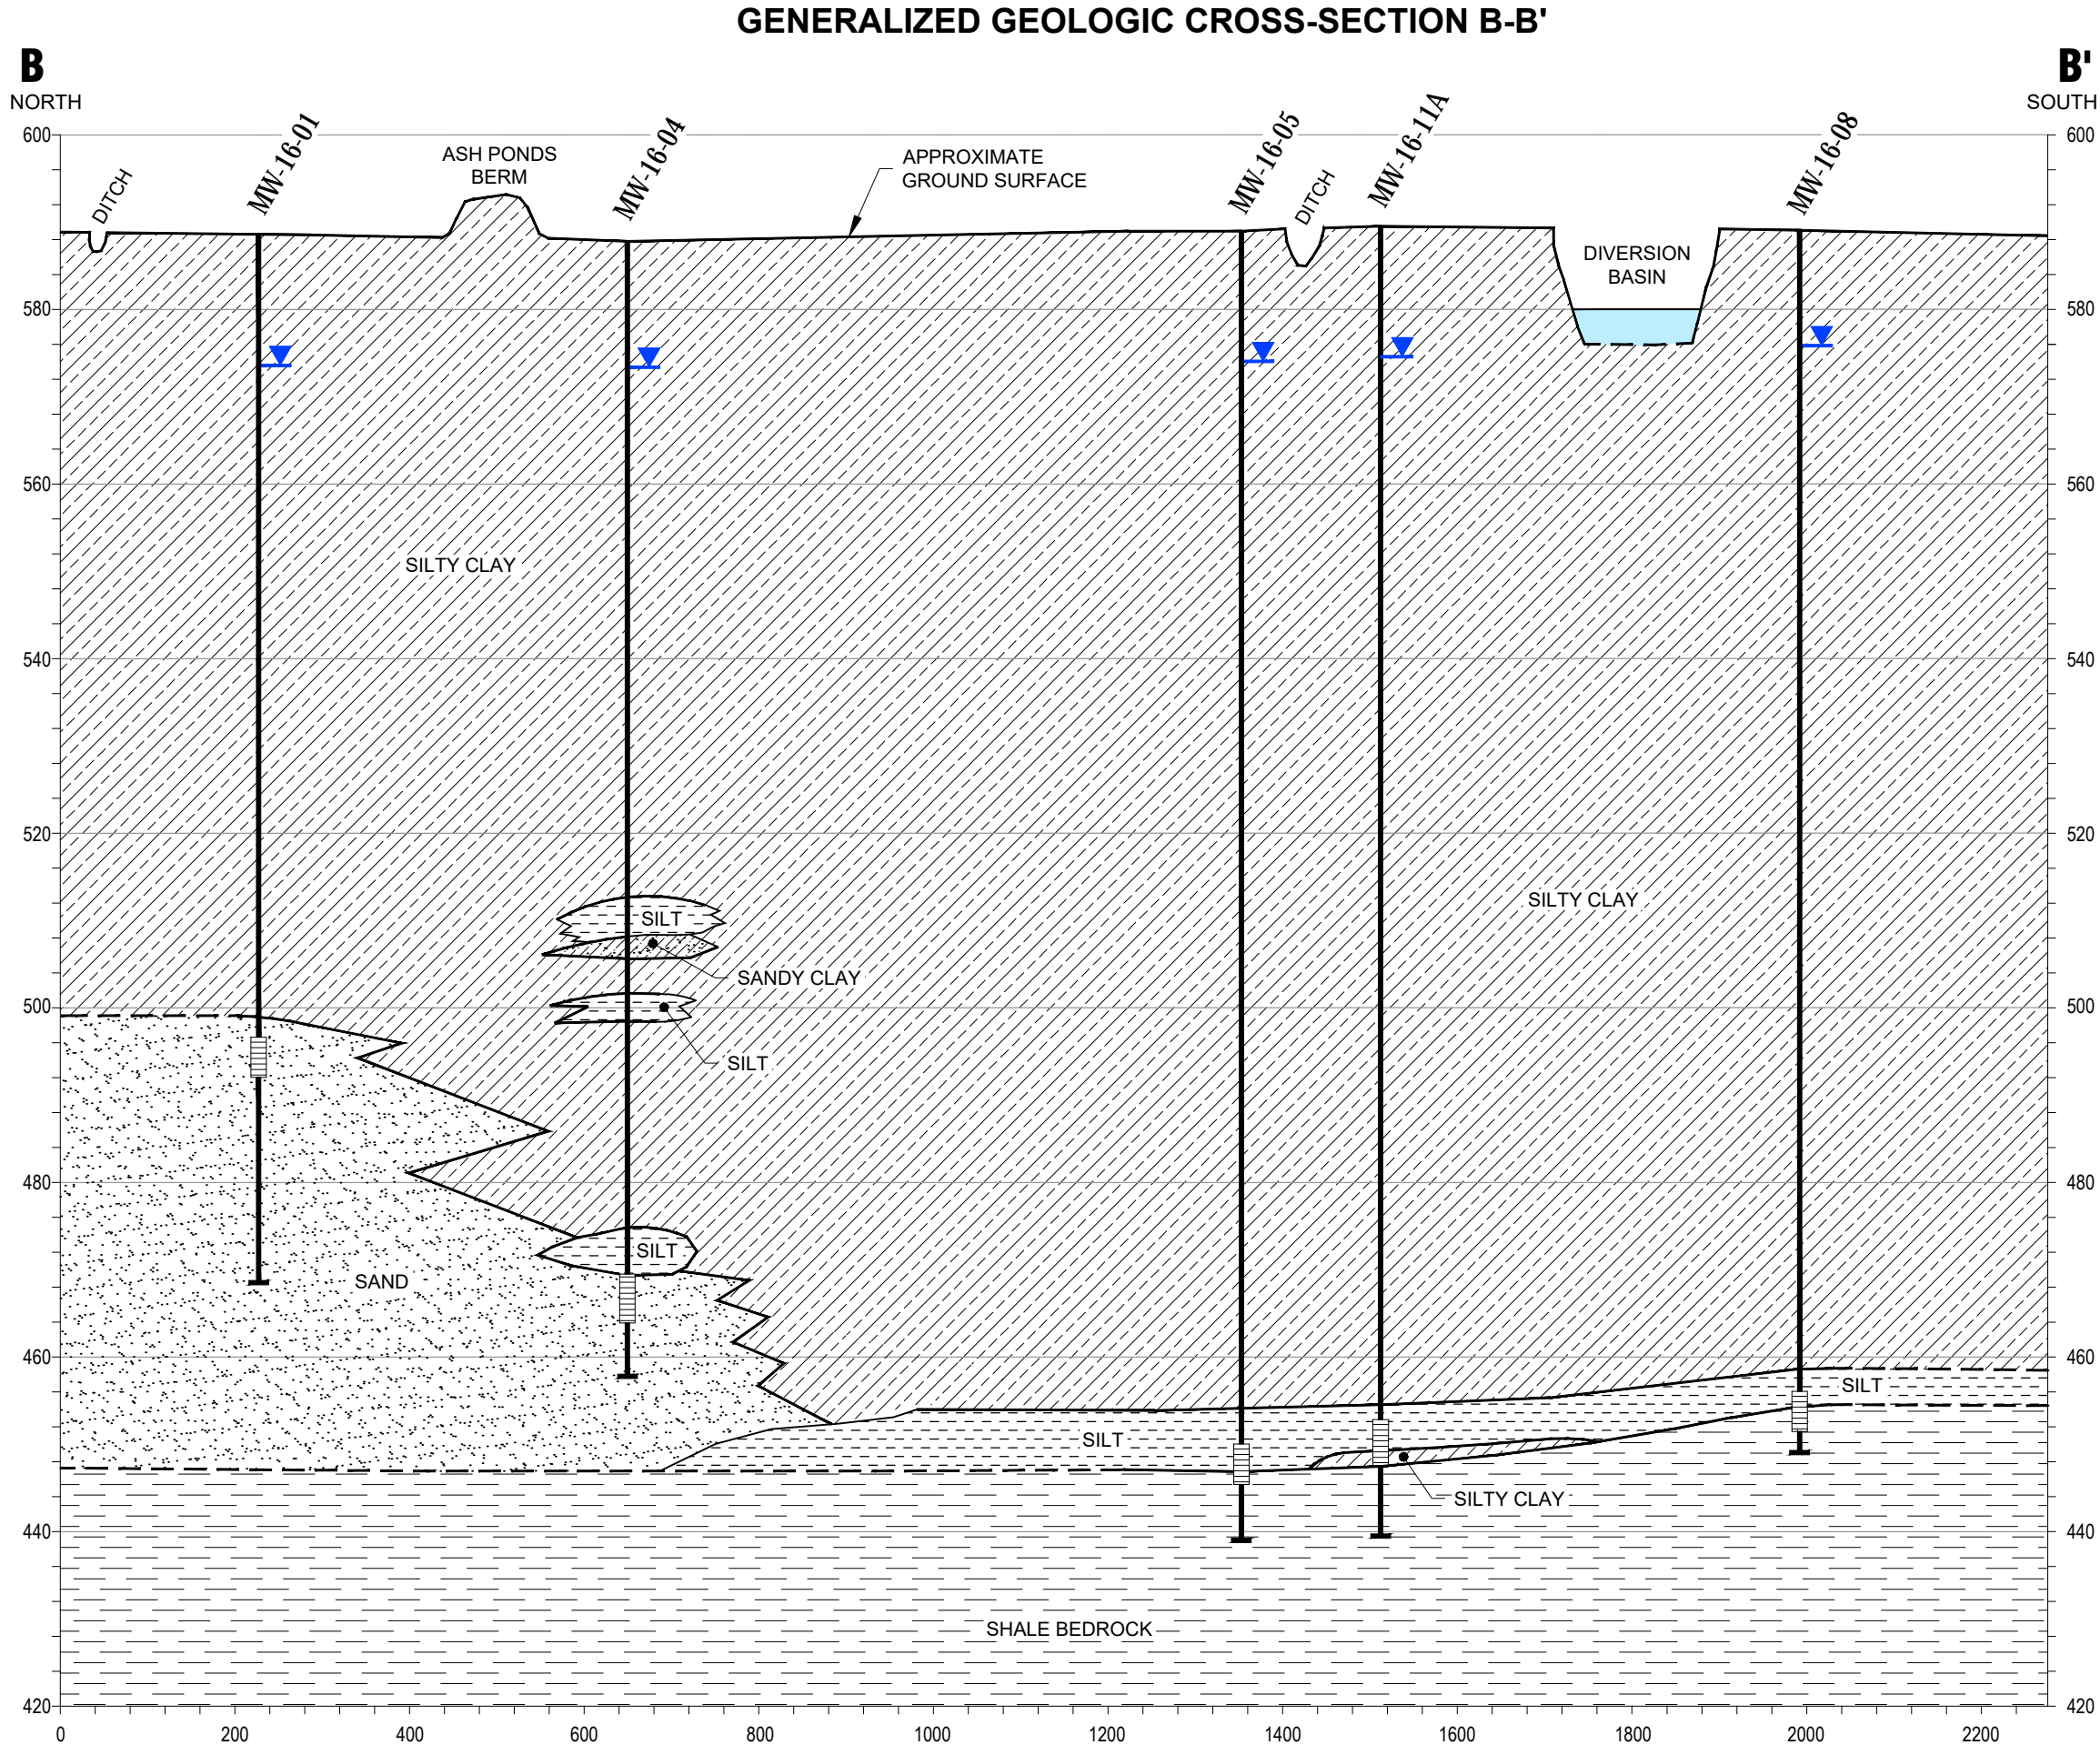 GENERALIZED GEOLOGIC CROSS-SECTION B-B'
B
B'
NORTH
SOUTH
MW-16-01
MW-16-04
MW-16-05
MW-16-11A
MW-16-08
600
600
DITCH
ASH PONDS
BERM
APPROXIMATE
GROUND SURFACE
DITCH
DIVERSION
BASIN
580
580
560
560
SILTY CLAY
540
540
520
520
SILTY CLAY
SILT
SANDY CLAY
500
500
SILT
480
480
SILT
SAND
460
460
SILT
SILT
SILTY CLAY
440
440
SHALE BEDROCK
420
420
0 200 400 600 800 1000 1200 1400 1600 1800 2000 2200